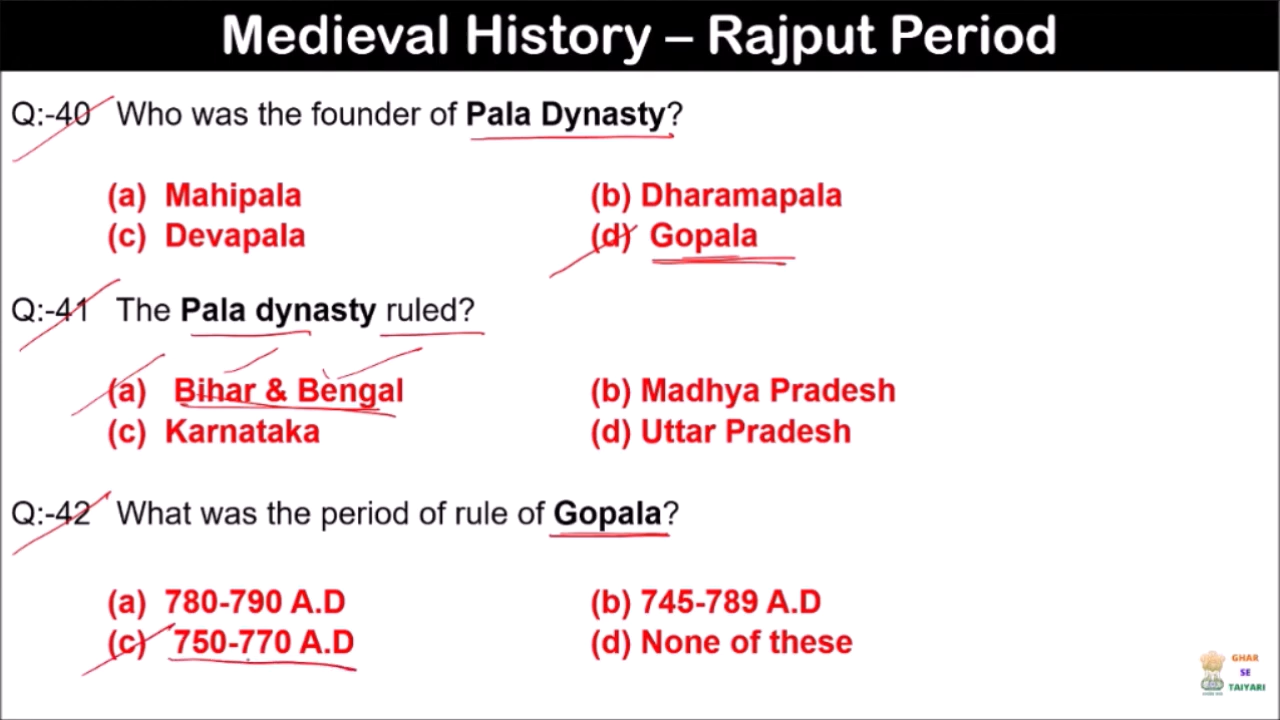 Medieval History – Rajput Period
Q:-40 Who was the founder of Pala Dynasty?
(a) Mahipala (b) Dharamapala
(c) Devapala (d) Gopala
Q:-41 The Pala dynasty ruled?
(a) Bihar & Bengal (b) Madhya Pradesh
(c) Karnataka (d) Uttar Pradesh
Q:-42 What was the period of rule of Gopala?
(a) 780-790 A.D (b) 745-789 A.D
(c) 750-770 A.D (d) None of these
GHAR
SE
TAIYARI